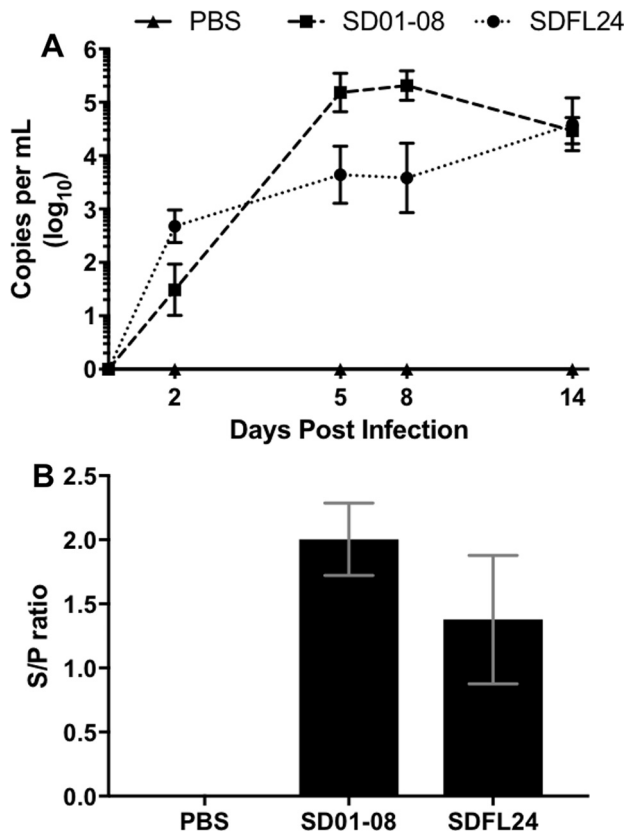 PBS SD01-08 SDFL24
A
6
5
4
3
2
1
0
Copies per mL
(log10)
2 5 8 14
Days Post Infection
B
2.5
2.0
1.5
1.0
0.5
0.0
S/P ratio
PBS SD01-08 SDFL24